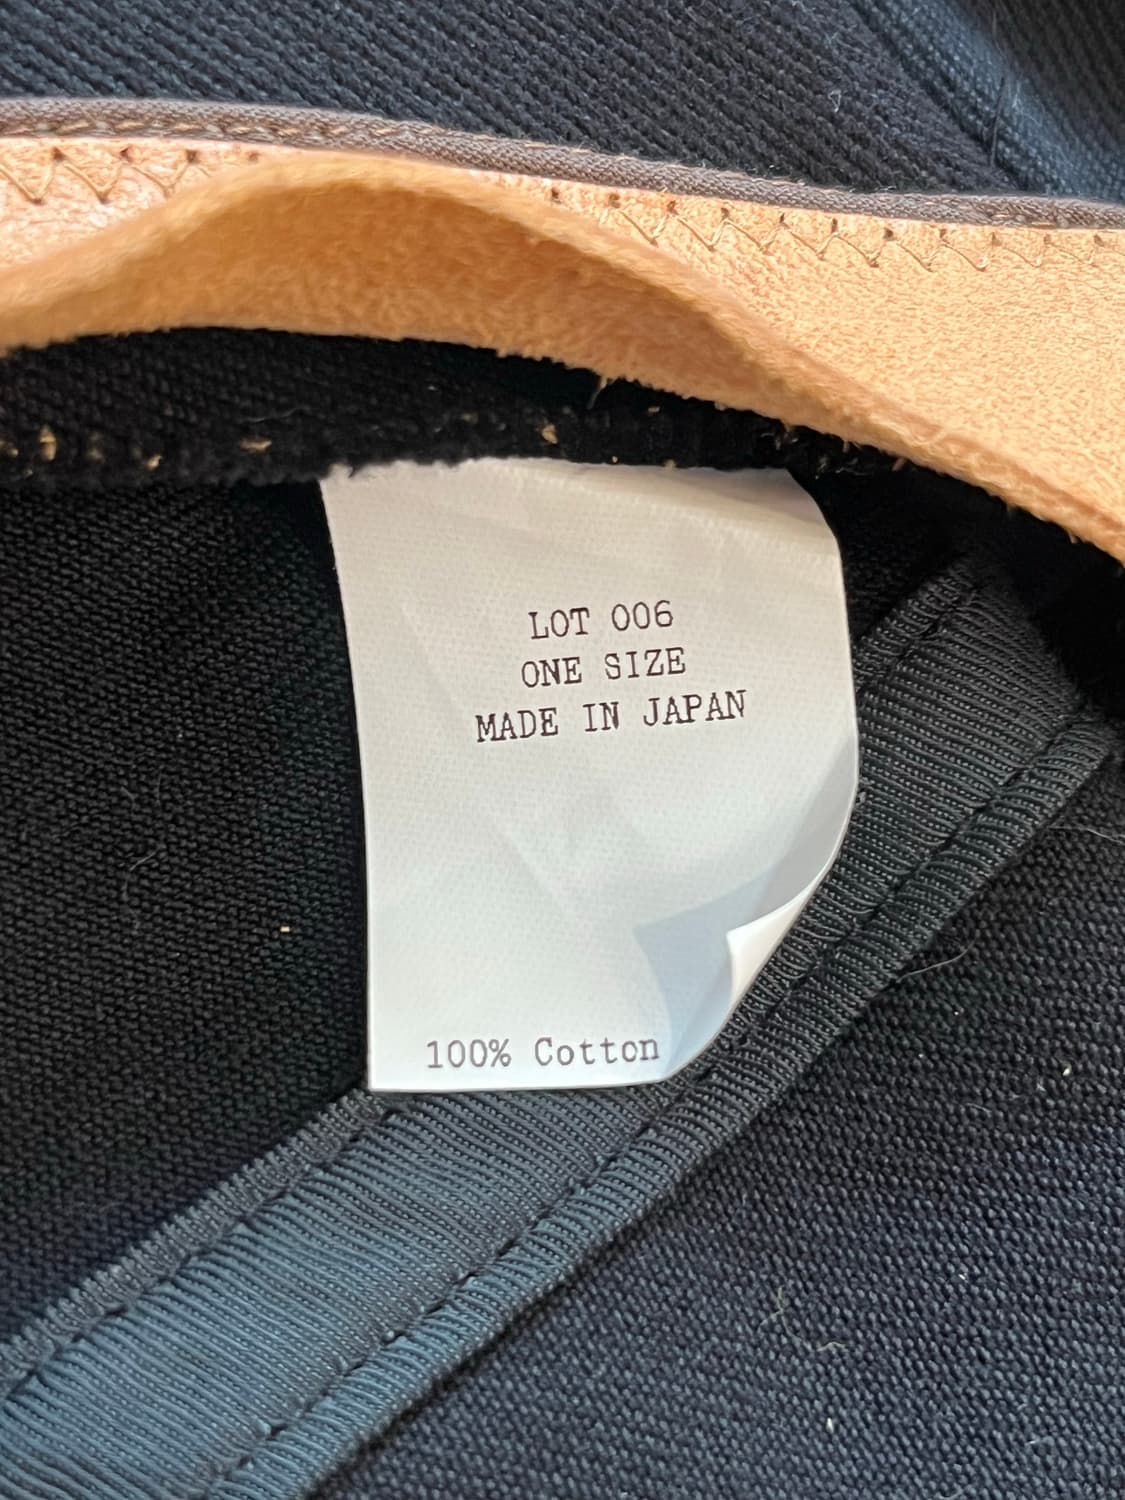 LOT 006
ONE SIZE
MADE IN JAPAN
100% Cotton